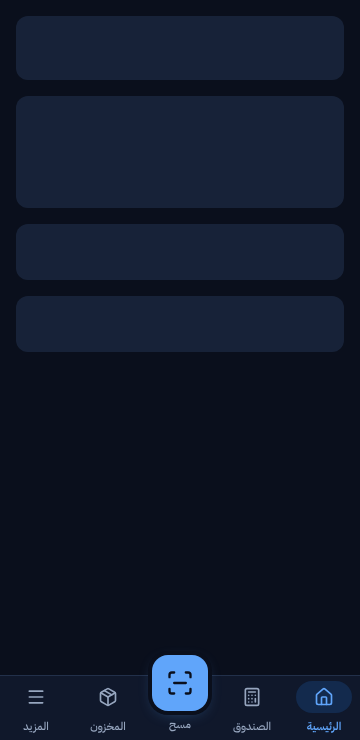 الرئيسية
الصندوق
مسح
المخزون
المزيد